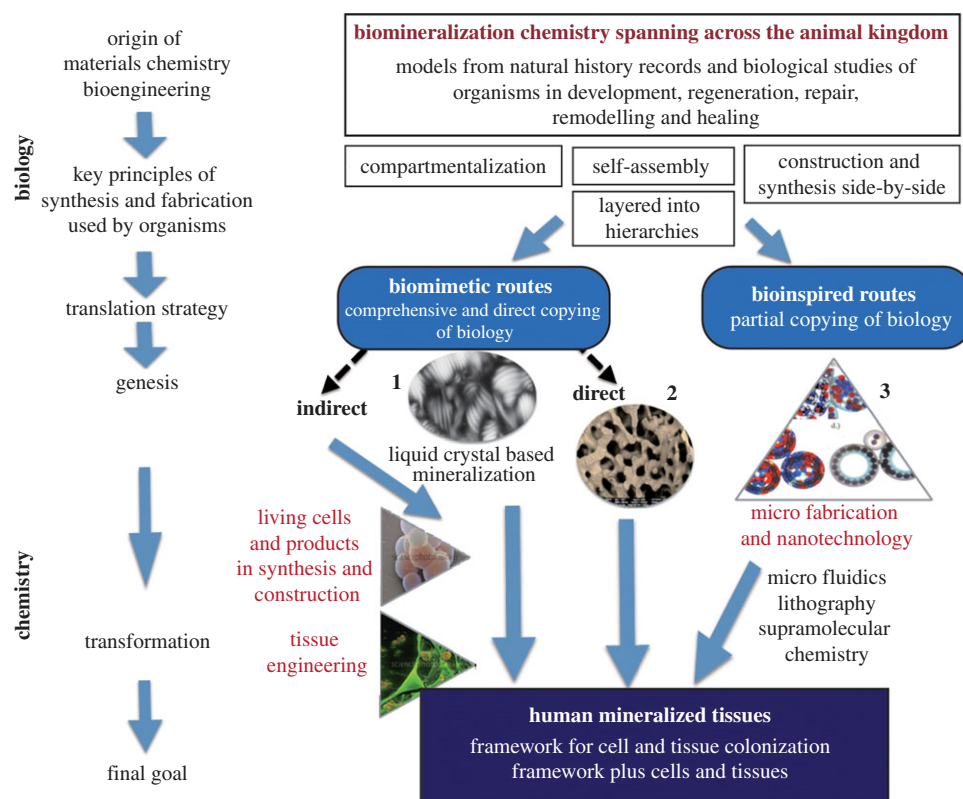 origin of
materials chemistry
bioengineering
key principles of
synthesis and fabrication
used by organisms
translation strategy
genesis
transformation
final goal
biology
chemistry
biomineralization chemistry spanning across the animal kingdom
models from natural history records and biological studies of
organisms in development, regeneration, repair,
remodelling and healing
compartmentalization
self-assembly
construction and
synthesis side-by-side
layered into
hierarchies
biomimetic routes
comprehensive and direct copying
of biology
bioinspired routes
partial copying of biology
indirect
1
direct
2
3
d.)
liquid crystal based
mineralization
living cells
and products
in synthesis and
construction
tissue
engineering
micro fabrication
and nanotechnology
micro fluidics
lithography
supramolecular
chemistry
human mineralized tissues
framework for cell and tissue colonization
framework plus cells and tissues